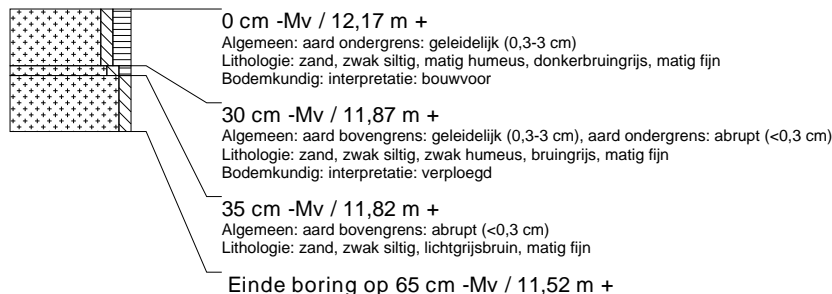 0 cm -Mv / 12,17 m +
Algemeen: aard ondergrens: geleidelijk (0,3-3 cm)
Lithologie: zand, zwak siltig, matig humeus, donkerbruingrijs, matig fijn
Bodemkundig: interpretatie: bouwvoor
30 cm -Mv / 11,87 m +
Algemeen: aard bovengrens: geleidelijk (0,3-3 cm), aard ondergrens: abrupt (<0,3 cm)
Lithologie: zand, zwak siltig, zwak humeus, bruingrijs, matig fijn
Bodemkundig: interpretatie: verploegd
35 cm -Mv / 11,82 m +
Algemeen: aard bovengrens: abrupt (<0,3 cm)
Lithologie: zand, zwak siltig, lichtgrijsbruin, matig fijn
Einde boring op 65 cm -Mv / 11,52 m +